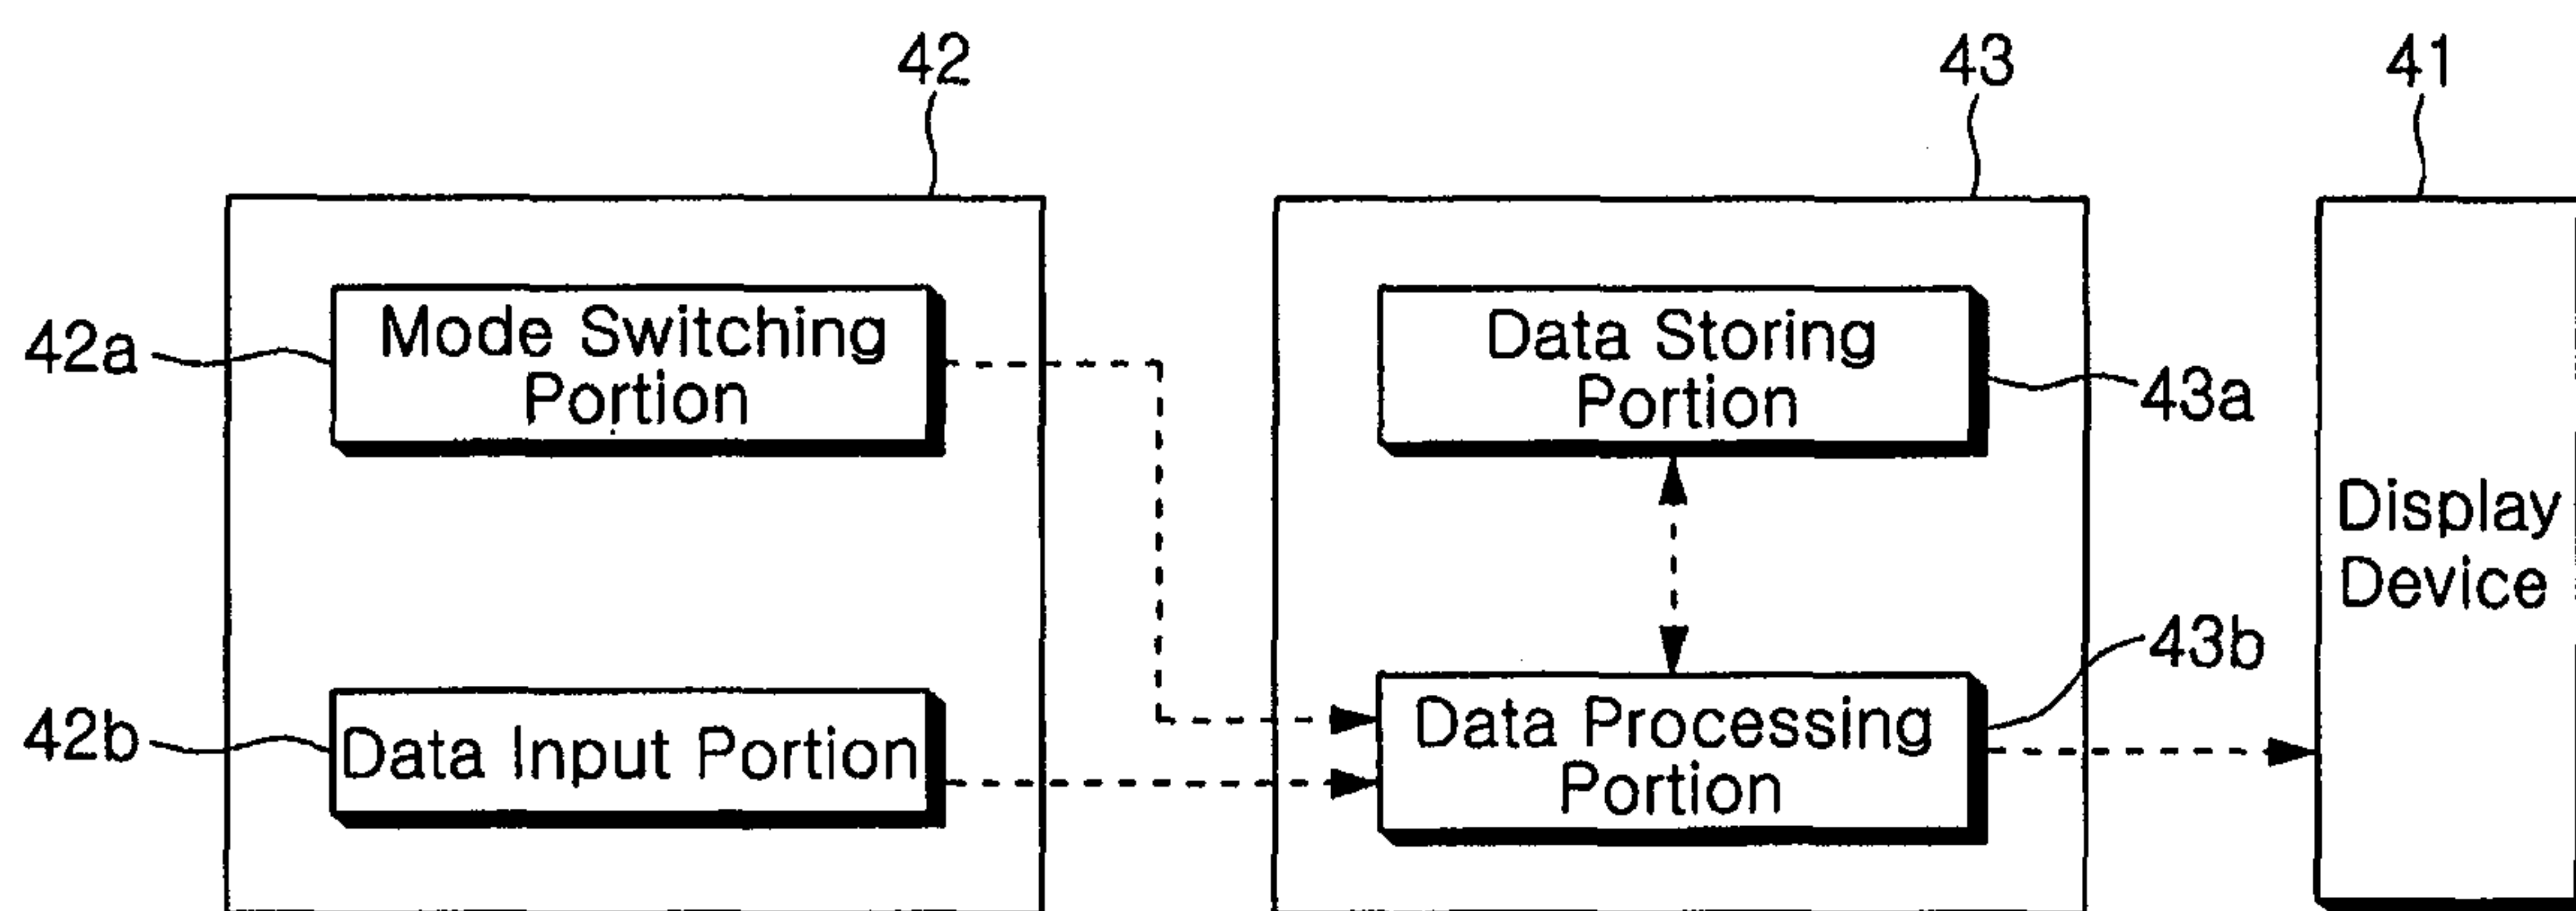 42
43
41
42a
Mode Switching
Portion
Data Storing
Portion
43a
Display
Device
42b
Data Input Portion
Data Processing
Portion
43b